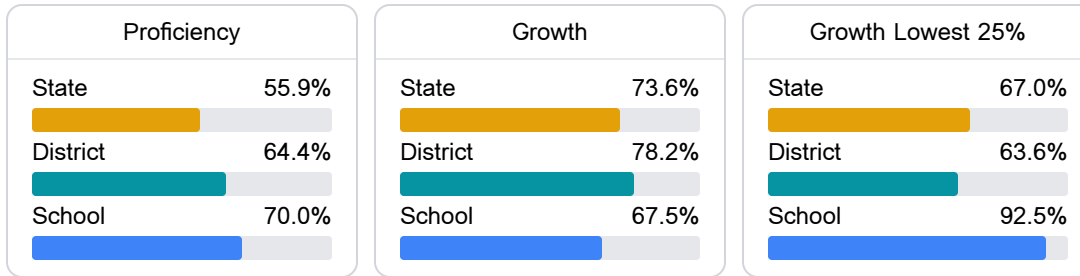 Proficiency
State 55.9%
District 64.4%
School 70.0%
Growth
State 73.6%
District 78.2%
School 67.5%
Growth Lowest 25%
State 67.0%
District 63.6%
School 92.5%